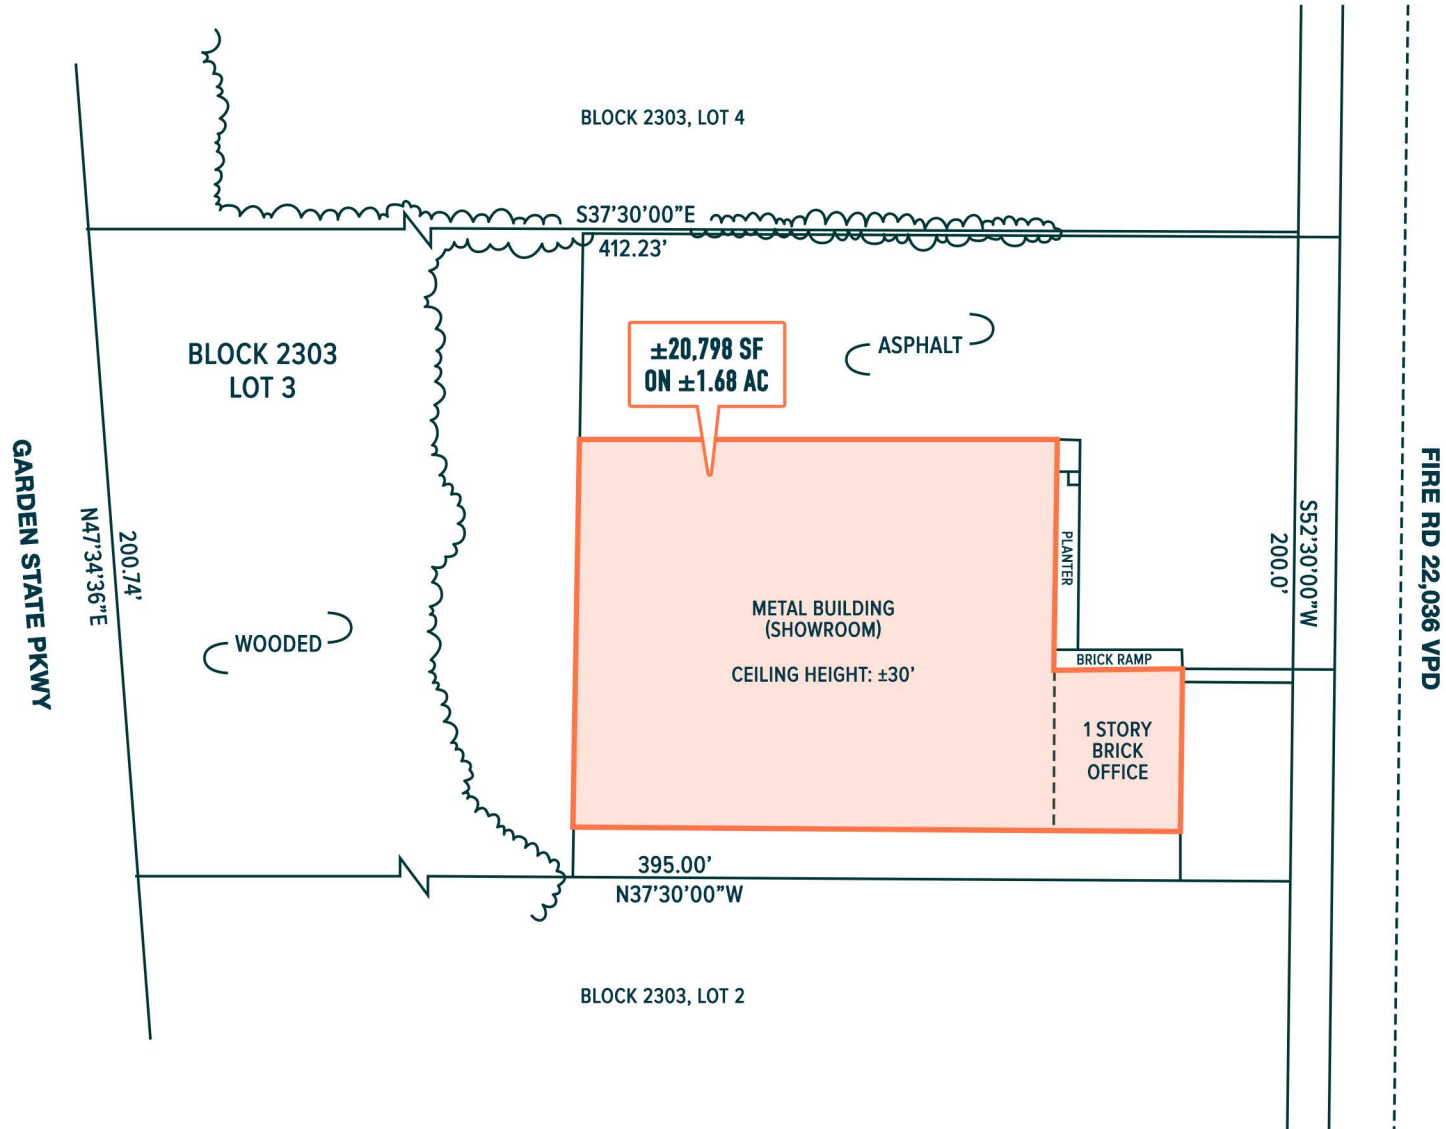 BLOCK 2303, LOT 4
S37'30'00”E
412.23'
BLOCK 2303
LOT 3
±20,798 SF
ON ±1.68 AC
ASPHALT
GARDEN STATE PKWY
N47'34'36”E
200.74'
WOODED
METAL BUILDING
(SHOWROOM)
CEILING HEIGHT: ±30'
PLANTER
BRICK RAMP
1 STORY
BRICK
OFFICE
S52'30'00”W
200.0'
FIRE RD 22,036 VPD
395.00'
N37'30'00”W
BLOCK 2303, LOT 2